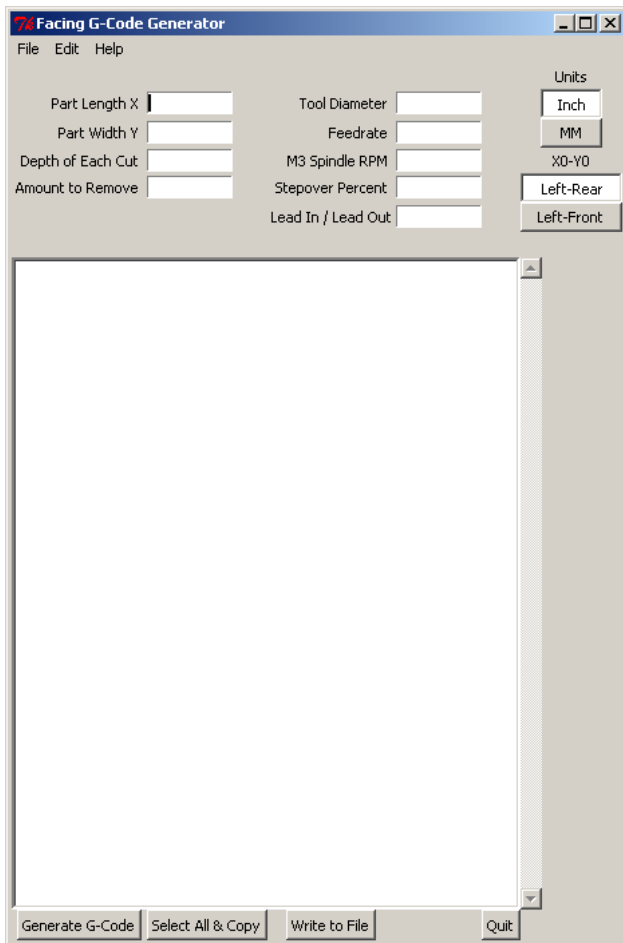 Facing G-Code Generator
File Edit Help
Units
Part Length X Tool Diameter Inch
Part Width Y Feedrate MM
Depth of Each Cut M3 Spindle RPM X0-Y0
Amount to Remove Stepover Percent Left-Rear
Lead In / Lead Out Left-Front
Generate G-Code Select All & Copy Write to File Quit